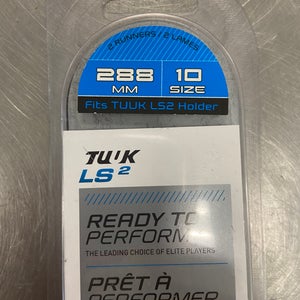 2 RUNNERS / 2 LAMES
288 MM
10 SIZE
Fits TUUK LS2 Holder
TUUK
LS²
READY TO
PERFORM
THE LEADING CHOICE OF ELITE PLAYERS
PRÊT À
PERFORMER